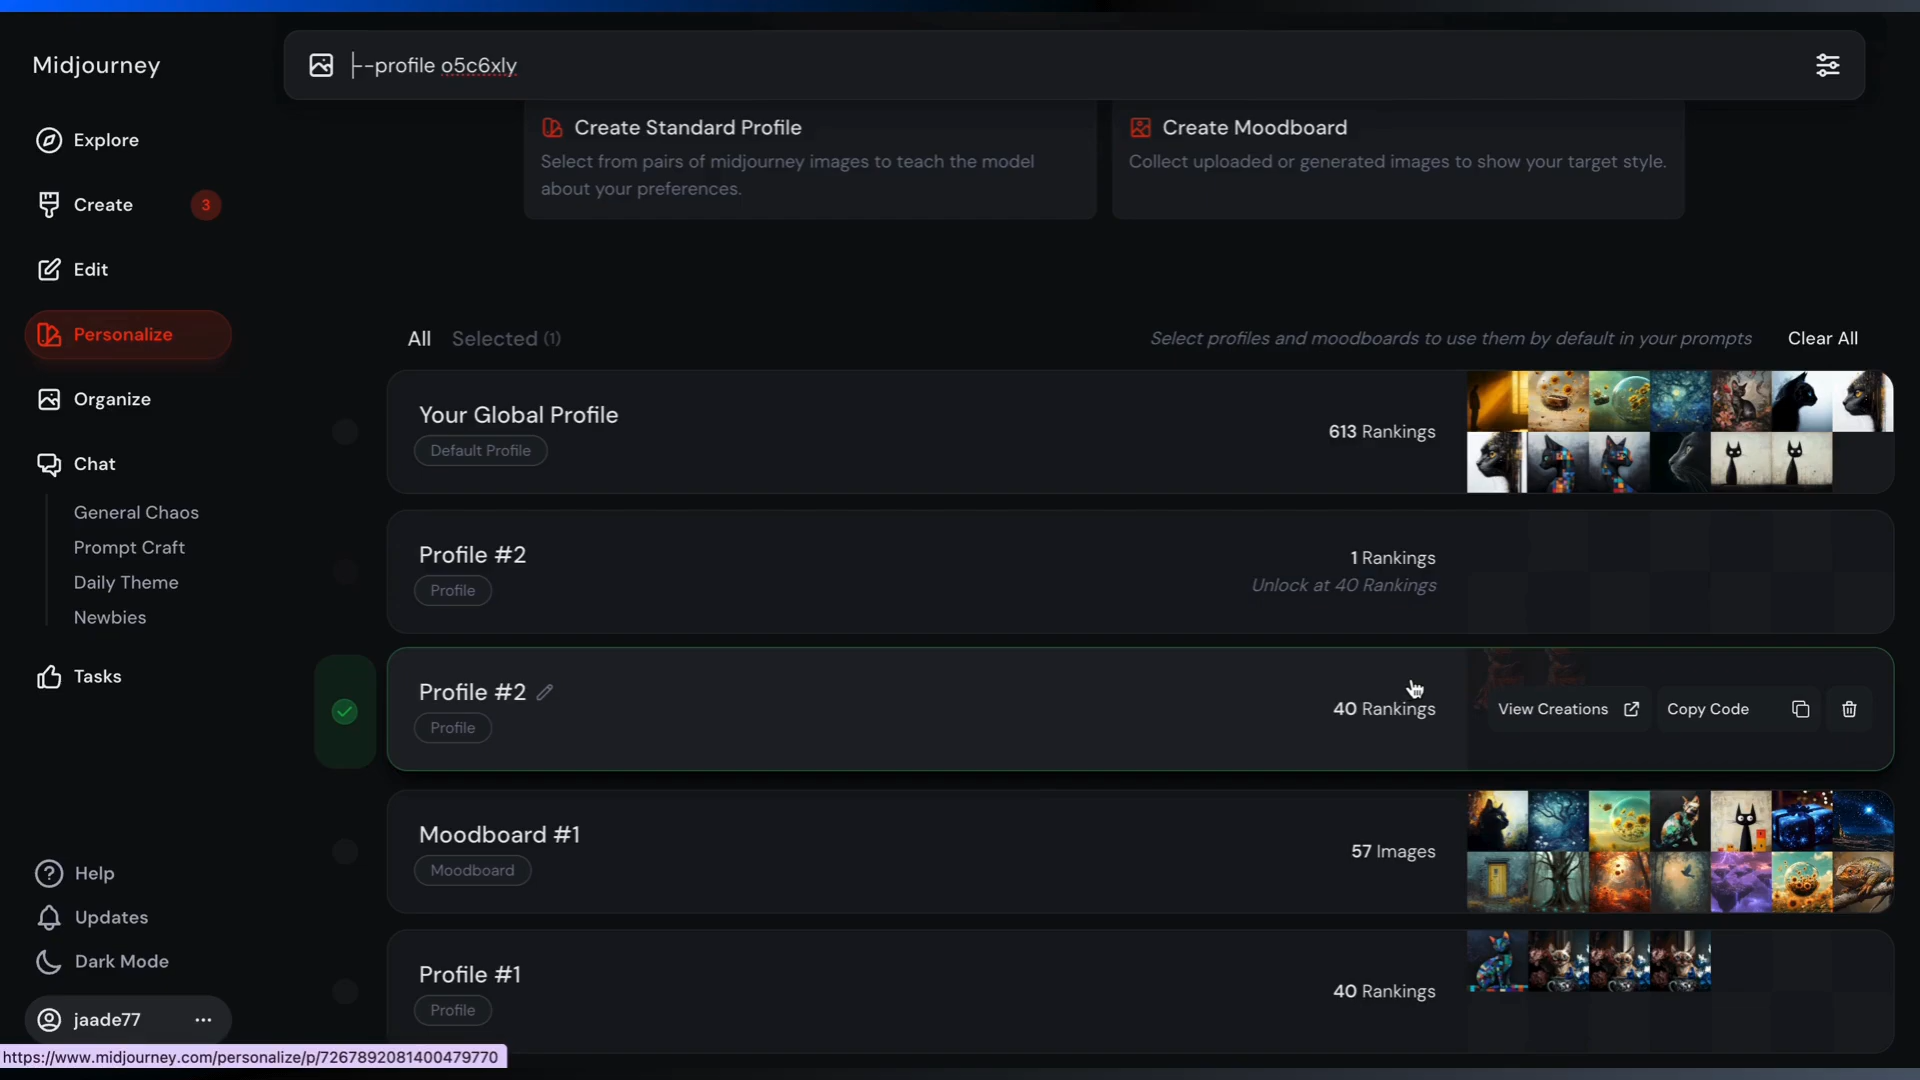 Midjourney
--profile o5c6xly
Create Standard Profile
Select from pairs of midjourney images to teach the model
about your preferences.
Create Moodboard
Collect uploaded or generated images to show your target style.
Explore
Create
3
Edit
Personalize
Organize
Chat
General Chaos
Prompt Craft
Daily Theme
Newbies
Tasks
Help
Updates
Dark Mode
jaade77
...
All
Selected (1)
Select profiles and moodboards to use them by default in your prompts
Clear All
Your Global Profile
Default Profile
613 Rankings
Profile #2
Profile
1 Rankings
Unlock at 40 Rankings
Profile #2
Profile
40 Rankings
View Creations
Copy Code
Moodboard #1
Moodboard
57 Images
Profile #1
Profile
40 Rankings
https://www.midjourney.com/personalize/p/7267892081400479770